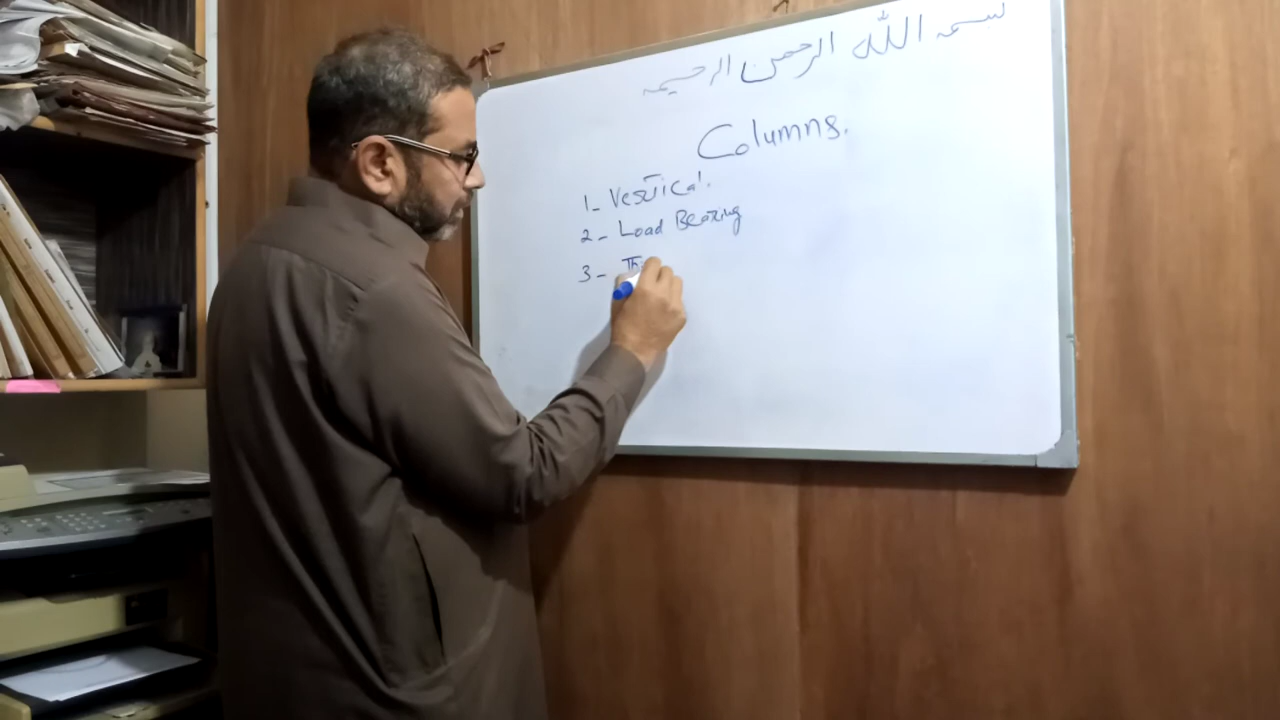 بسم الله الرحمن الرحيم
Columns.
1- Vertical.
2- Load Bearing
3- Th